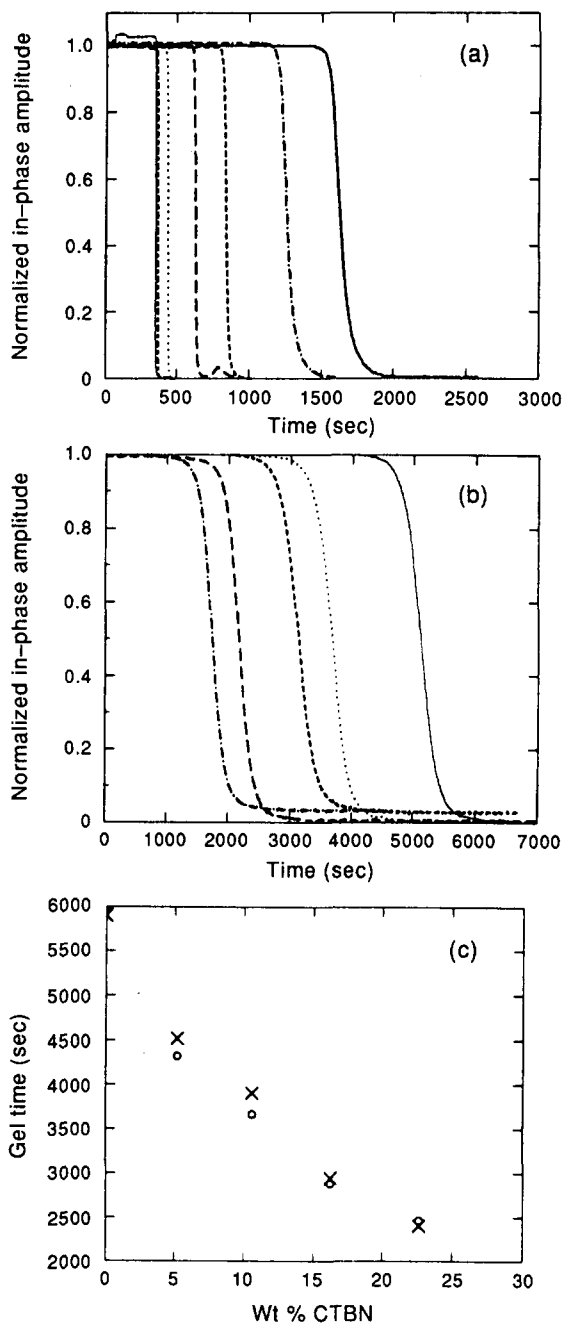 (a)
Normalized in-phase amplitude
1.0
0.8
0.6
0.4
0.2
0
0 500 1000 1500 2000 2500 3000
Time (sec)
(b)
Normalized in-phase amplitude
1.0
0.8
0.6
0.4
0.2
0
0 1000 2000 3000 4000 5000 6000 7000
Time (sec)
(c)
Gel time (sec)
6000
5500
5000
4500
4000
3500
3000
2500
2000
0 5 10 15 20 25 30
Wt % CTBN